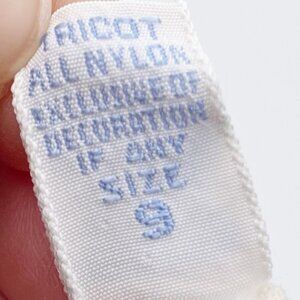 TRICOT
ALL NYLON
EXCLUSIVE OF
DECORATION
IF ANY
SIZE
9